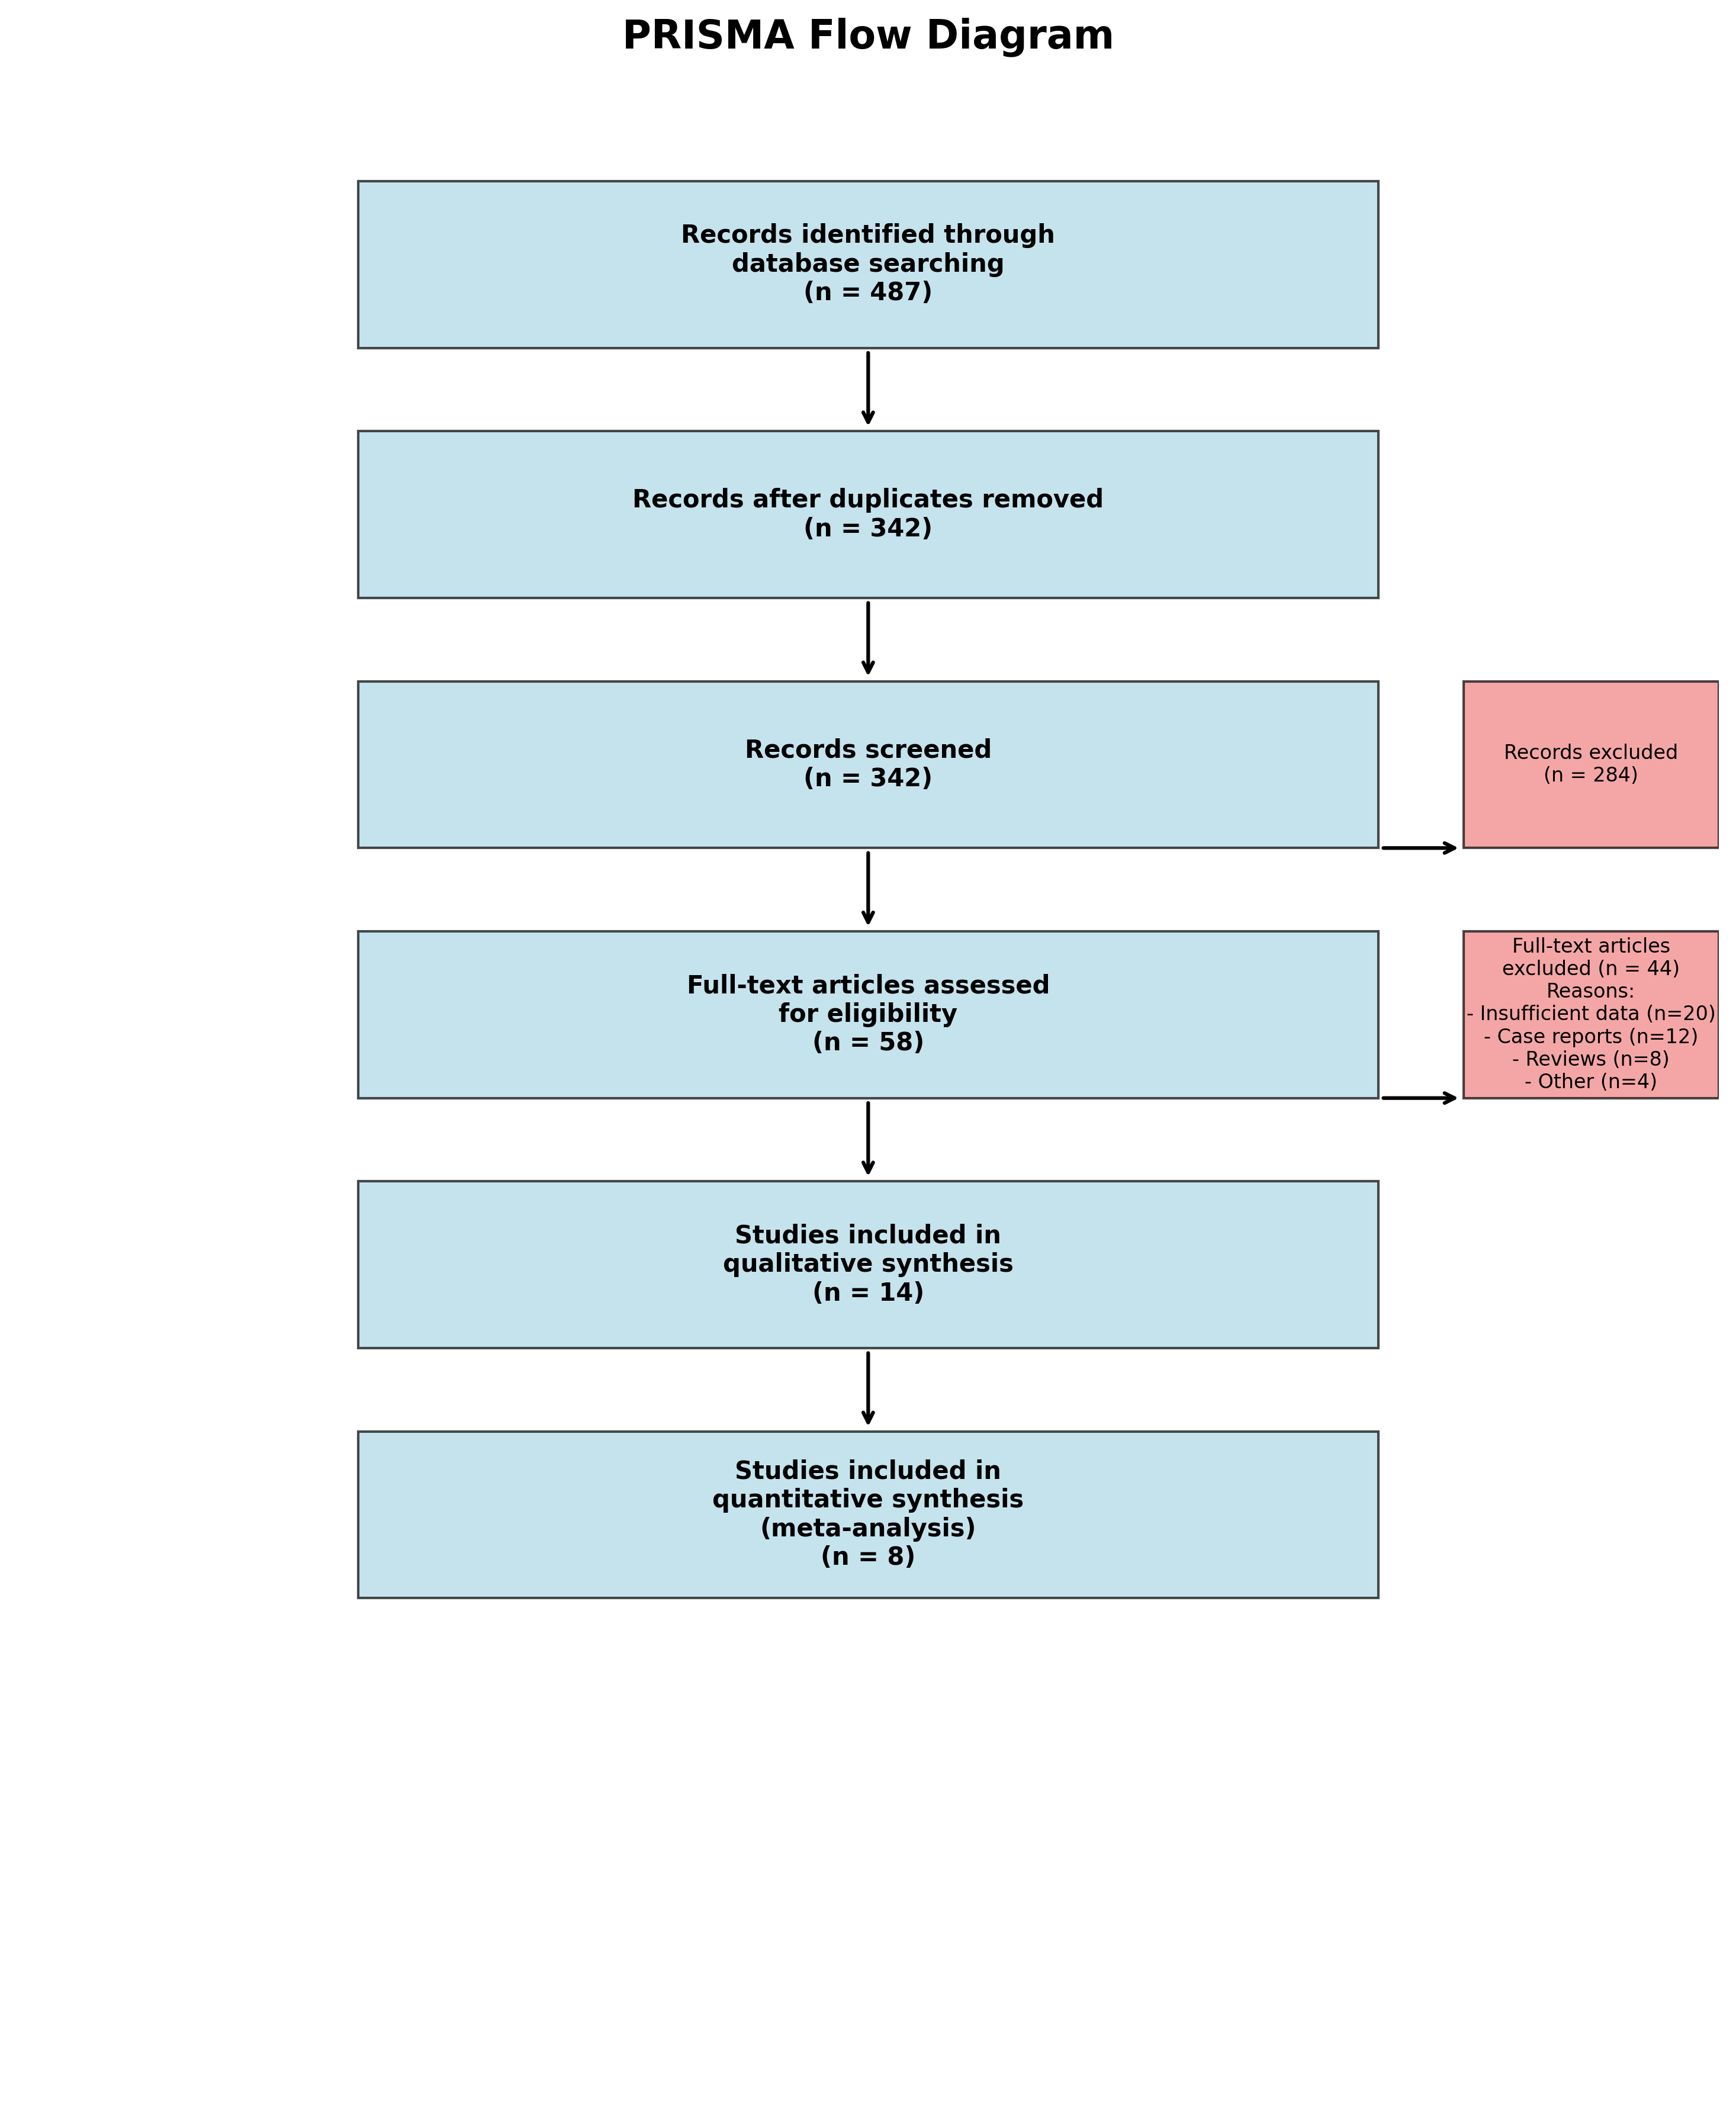 PRISMA Flow Diagram
Records identified through
database searching
(n = 487)
Records after duplicates removed
(n = 342)
Records screened
(n = 342)
Records excluded
(n = 284)
Full-text articles assessed
for eligibility
(n = 58)
Full-text articles
excluded (n = 44)
Reasons:
- Insufficient data (n=20)
- Case reports (n=12)
- Reviews (n=8)
- Other (n=4)
Studies included in
qualitative synthesis
(n = 14)
Studies included in
quantitative synthesis
(meta-analysis)
(n = 8)